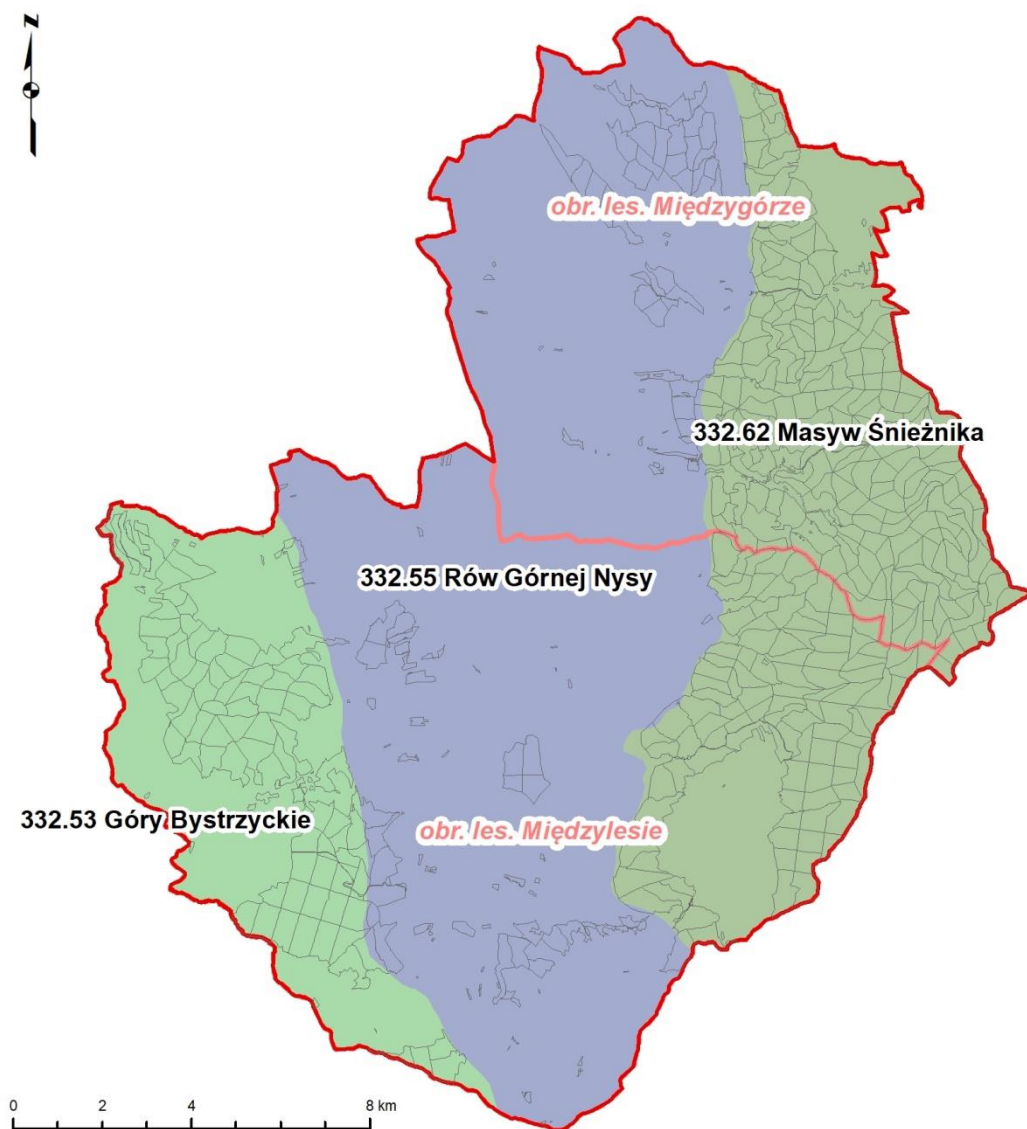 N
obr. les. Międzygórze
332.62 Masyw Śnieżnika
332.55 Rów Górnej Nysy
332.53 Góry Bystrzyckie
obr. les. Międzylesie
0 2 4 8 km